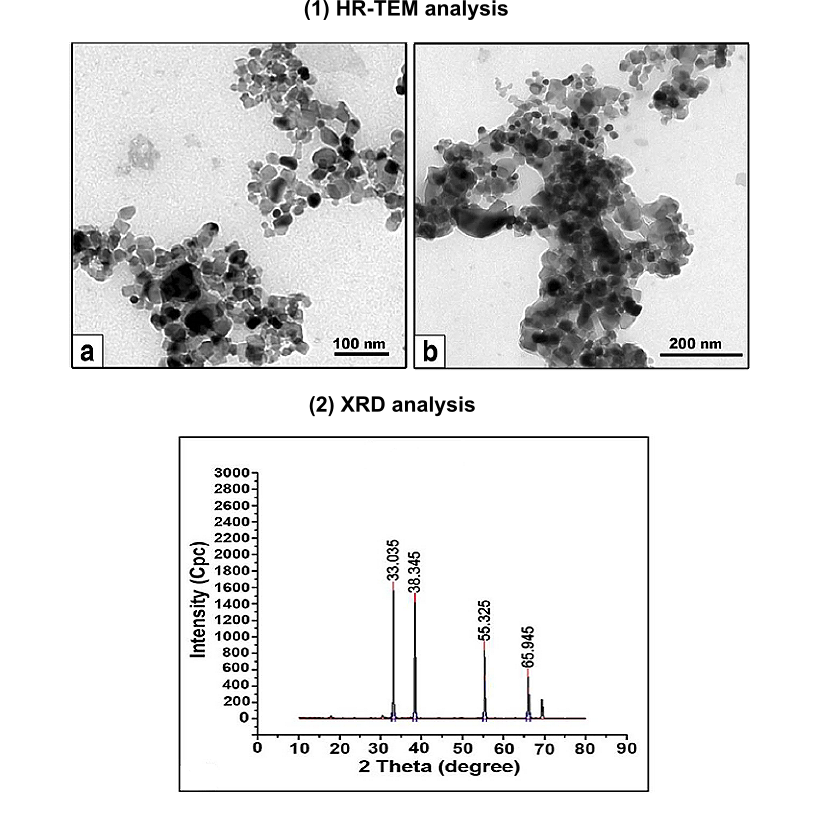 (1) HR-TEM analysis
a
100 nm
b
200 nm
(2) XRD analysis
3000
2800
2600
2400
2200
2000
1800
1600
1400
1200
1000
800
600
400
200
0
Intensity (Cpc)
33.035
38.345
55.325
65.945
0 10 20 30 40 50 60 70 80 90
2 Theta (degree)